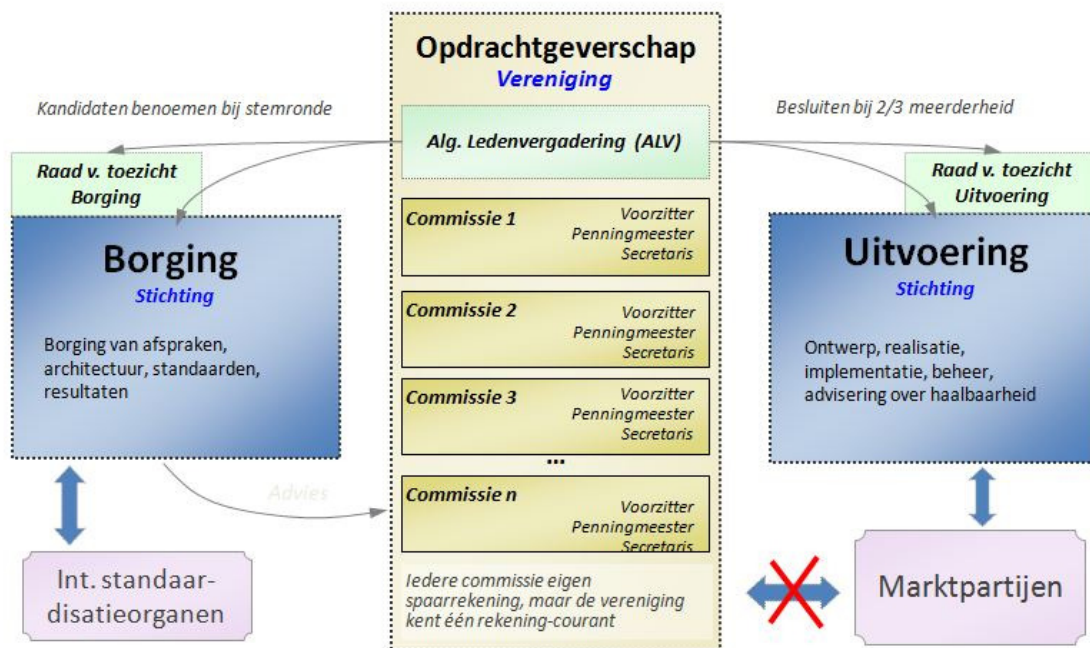 Opdrachtgeverschap
Vereniging
Kandidaten benoemen bij stemronde
Besluiten bij 2/3 meerderheid
Alg. Ledenvergadering (ALV)
Raad v. toezicht
Borging
Raad v. toezicht
Uitvoering
Borging
Stichting
Borging van afspraken,
architectuur, standaarden,
resultaten
Commissie 1
Voorzitter
Penningmeester
Secretaris
Commissie 2
Voorzitter
Penningmeester
Secretaris
Commissie 3
Voorzitter
Penningmeester
Secretaris
...
Commissie n
Voorzitter
Penningmeester
Secretaris
Iedere commissie eigen
spaarrekening, maar de vereniging
kent één rekening-courant
Uitvoering
Stichting
Ontwerp, realisatie,
implementatie, beheer,
advisering over haalbaarheid
Advies
Int. standaar-
disatieorganen
Marktpartijen